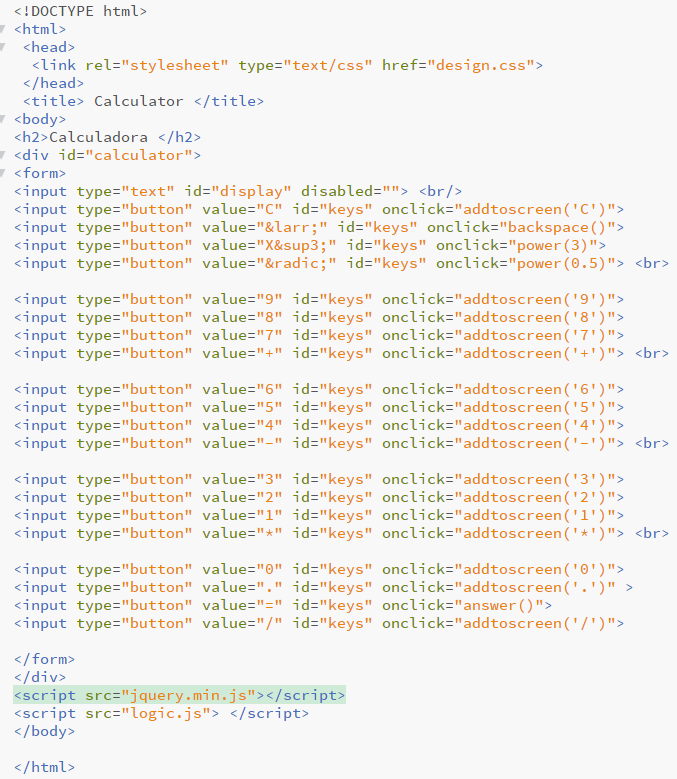 <!DOCTYPE html>
<html>
<head>
<link rel="stylesheet" type="text/css" href="design.css">
</head>
<title> Calculator </title>
<body>
<h2>Calculadora </h2>
<div id="calculator">
<form>
<input type="text" id="display" disabled=""> <br/>
<input type="button" value="C" id="keys" onclick="addtoscreen('C')">
<input type="button" value="&larr;" id="keys" onclick="backspace()">
<input type="button" value="X&sup3;" id="keys" onclick="power(3)">
<input type="button" value="&radic;" id="keys" onclick="power(0.5)"> <br>

<input type="button" value="9" id="keys" onclick="addtoscreen('9')">
<input type="button" value="8" id="keys" onclick="addtoscreen('8')">
<input type="button" value="7" id="keys" onclick="addtoscreen('7')">
<input type="button" value="+" id="keys" onclick="addtoscreen('+')"> <br>

<input type="button" value="6" id="keys" onclick="addtoscreen('6')">
<input type="button" value="5" id="keys" onclick="addtoscreen('5')">
<input type="button" value="4" id="keys" onclick="addtoscreen('4')">
<input type="button" value="-" id="keys" onclick="addtoscreen('-')"> <br>

<input type="button" value="3" id="keys" onclick="addtoscreen('3')">
<input type="button" value="2" id="keys" onclick="addtoscreen('2')">
<input type="button" value="1" id="keys" onclick="addtoscreen('1')">
<input type="button" value="*" id="keys" onclick="addtoscreen('*')"> <br>

<input type="button" value="0" id="keys" onclick="addtoscreen('0')">
<input type="button" value="." id="keys" onclick="addtoscreen('.')" >
<input type="button" value="=" id="keys" onclick="answer()">
<input type="button" value="/" id="keys" onclick="addtoscreen('/')">

</form>
</div>
<script src="jquery.min.js"></script>
<script src="logic.js"> </script>
</body>

</html>